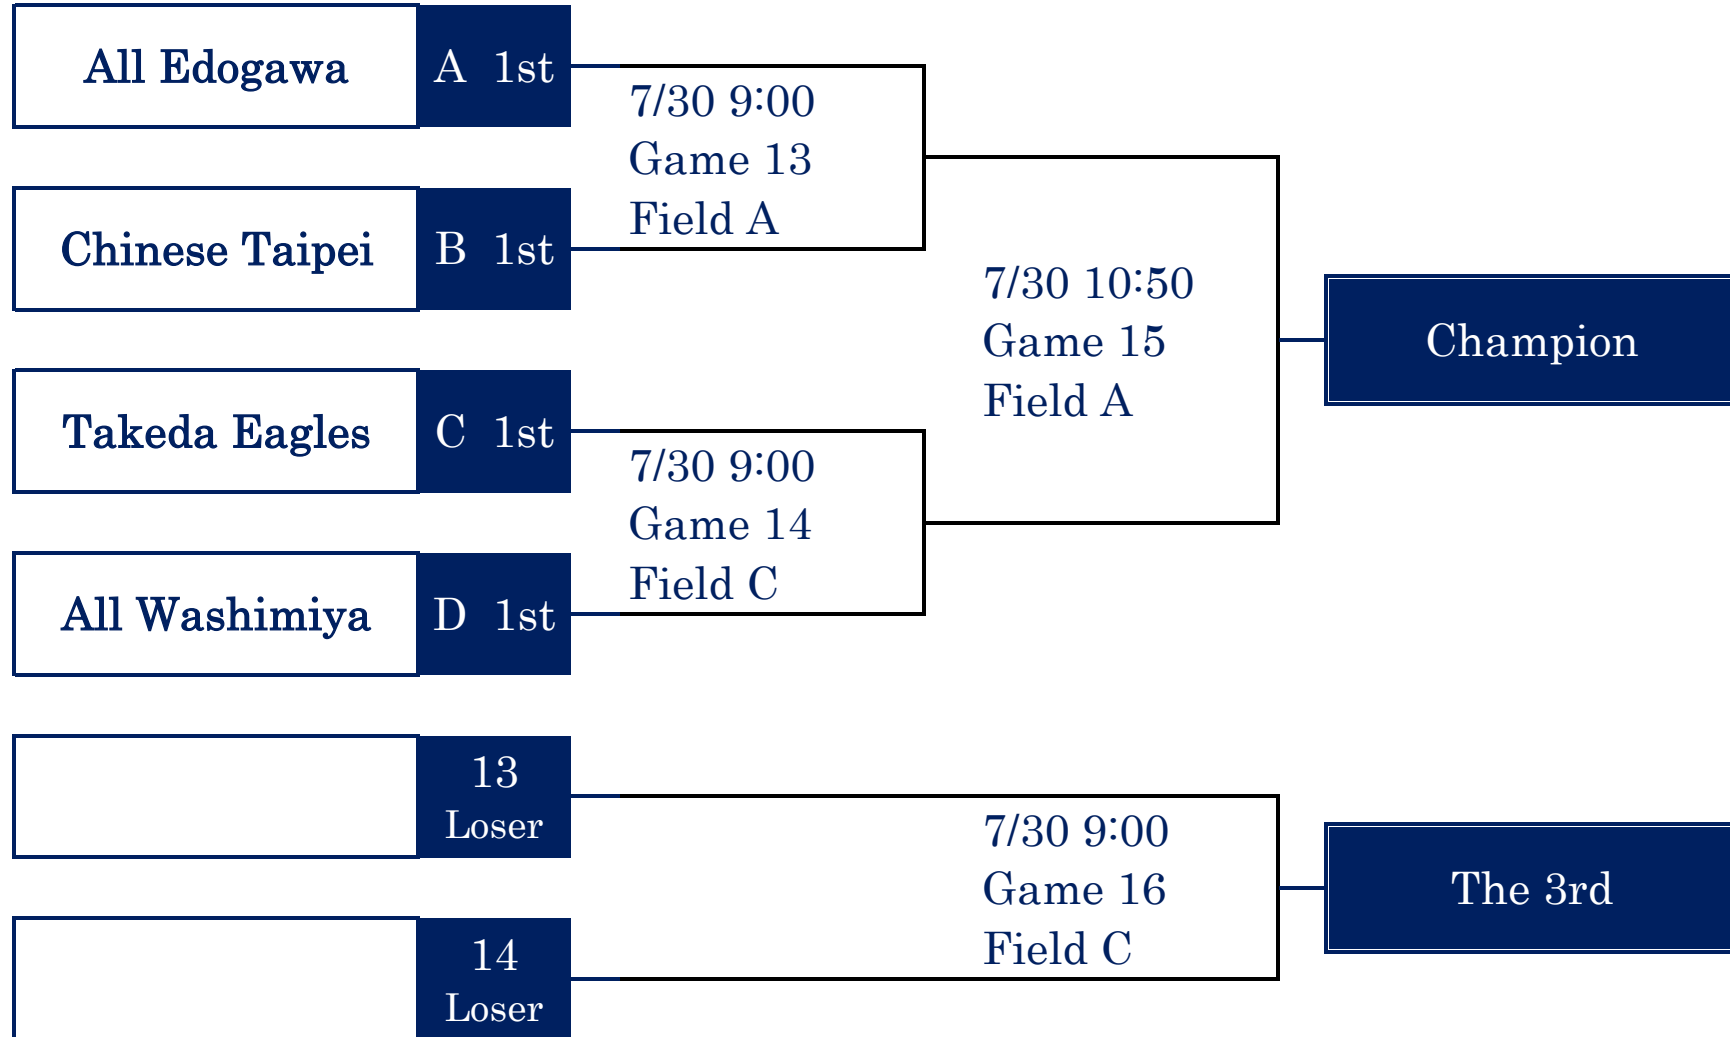 All Edogawa
A 1st
7/30 9:00
Game 13
Field A
Chinese Taipei
B 1st
7/30 10:50
Game 15
Field A
Champion
Takeda Eagles
C 1st
7/30 9:00
Game 14
Field C
All Washimiya
D 1st
13
Loser
7/30 9:00
Game 16
Field C
The 3rd
14
Loser